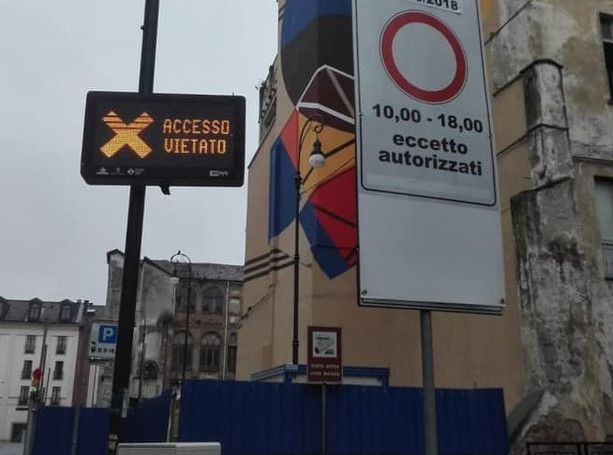 /2018
10,00 - 18,00
eccetto
autorizzati
ACCESSO
VIETATO
P